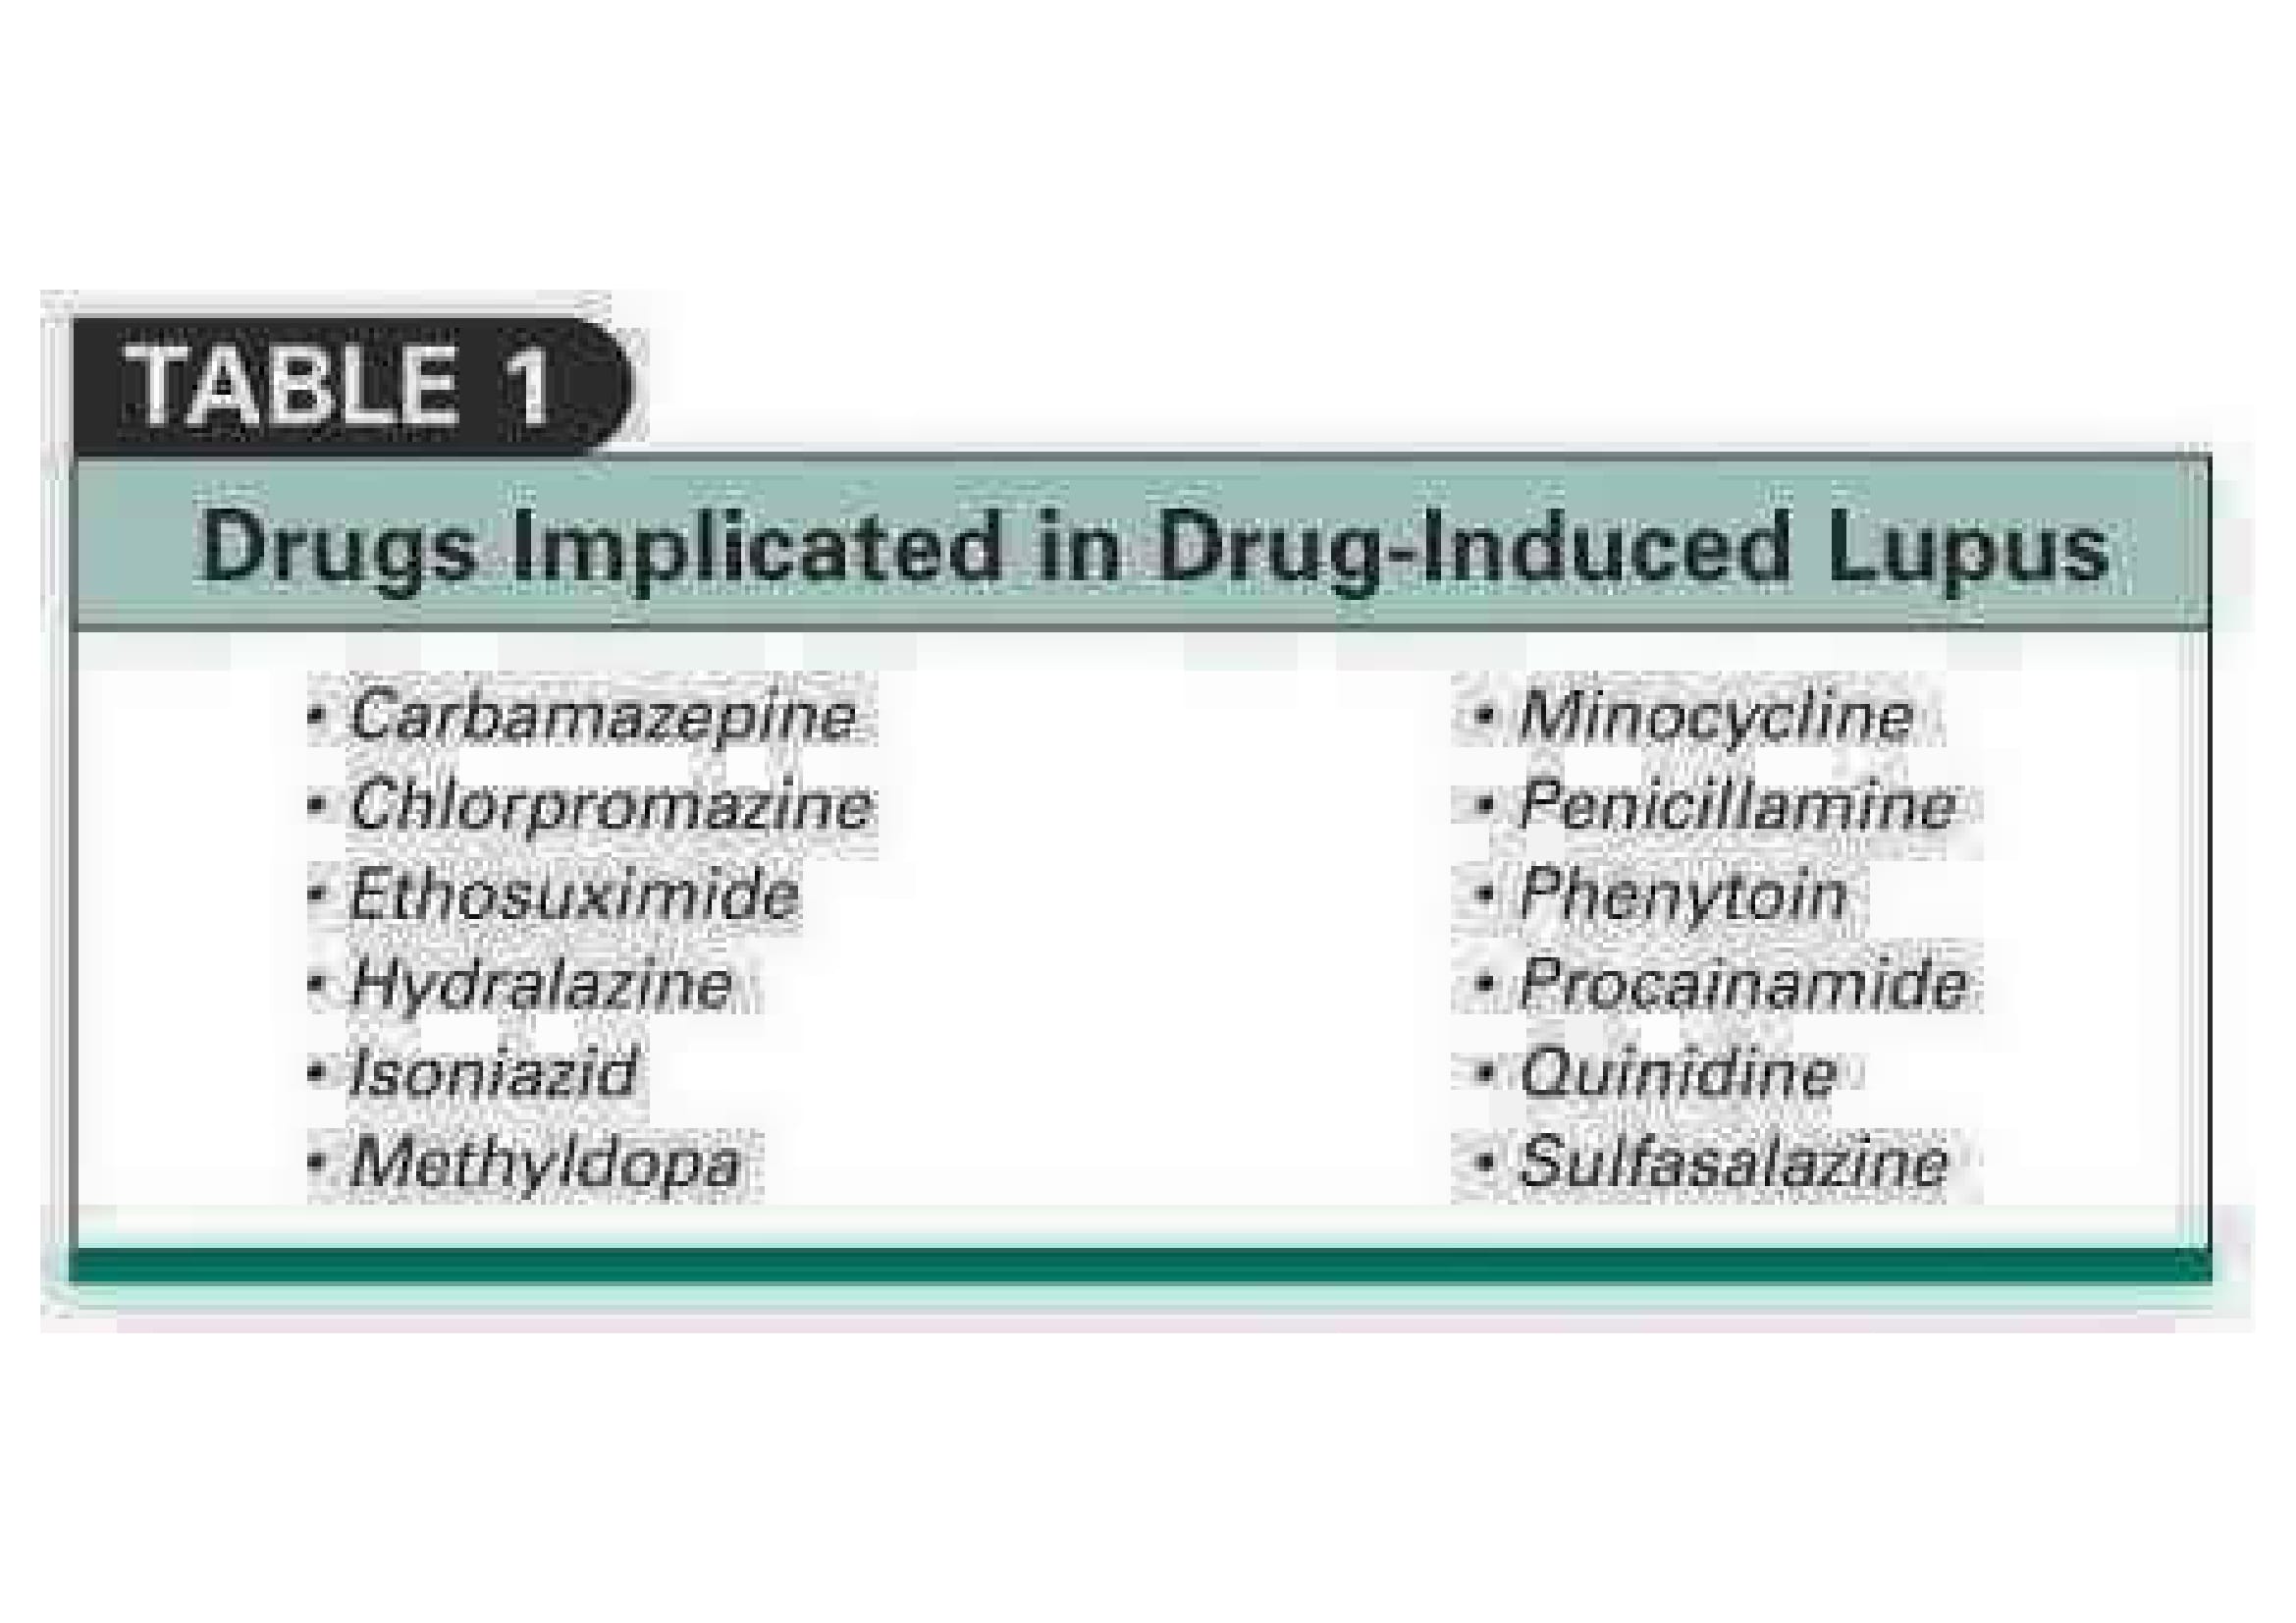 TABLE 1
Drugs Implicated in Drug-Induced Lupus
• Carbamazepine
• Chlorpromazine
• Ethosuximide
• Hydralazine
• Isoniazid
• Methyldopa
• Minocycline
• Penicillamine
• Phenytoin
• Procainamide
• Quinidine
• Sulfasalazine